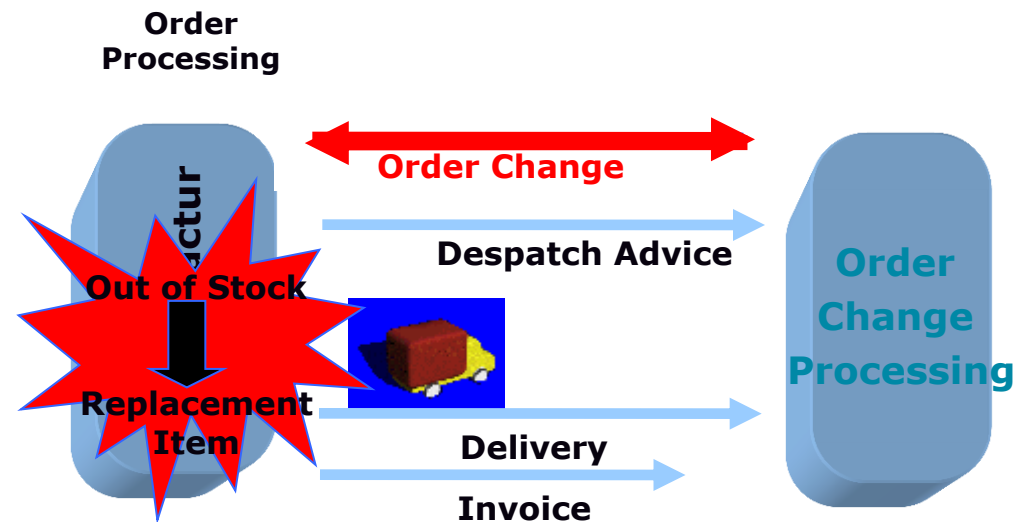 Order
Processing
Order Change
Despatch Advice
Out of Stock
Order
Change
Processing
Replacement
Item
Delivery
Invoice